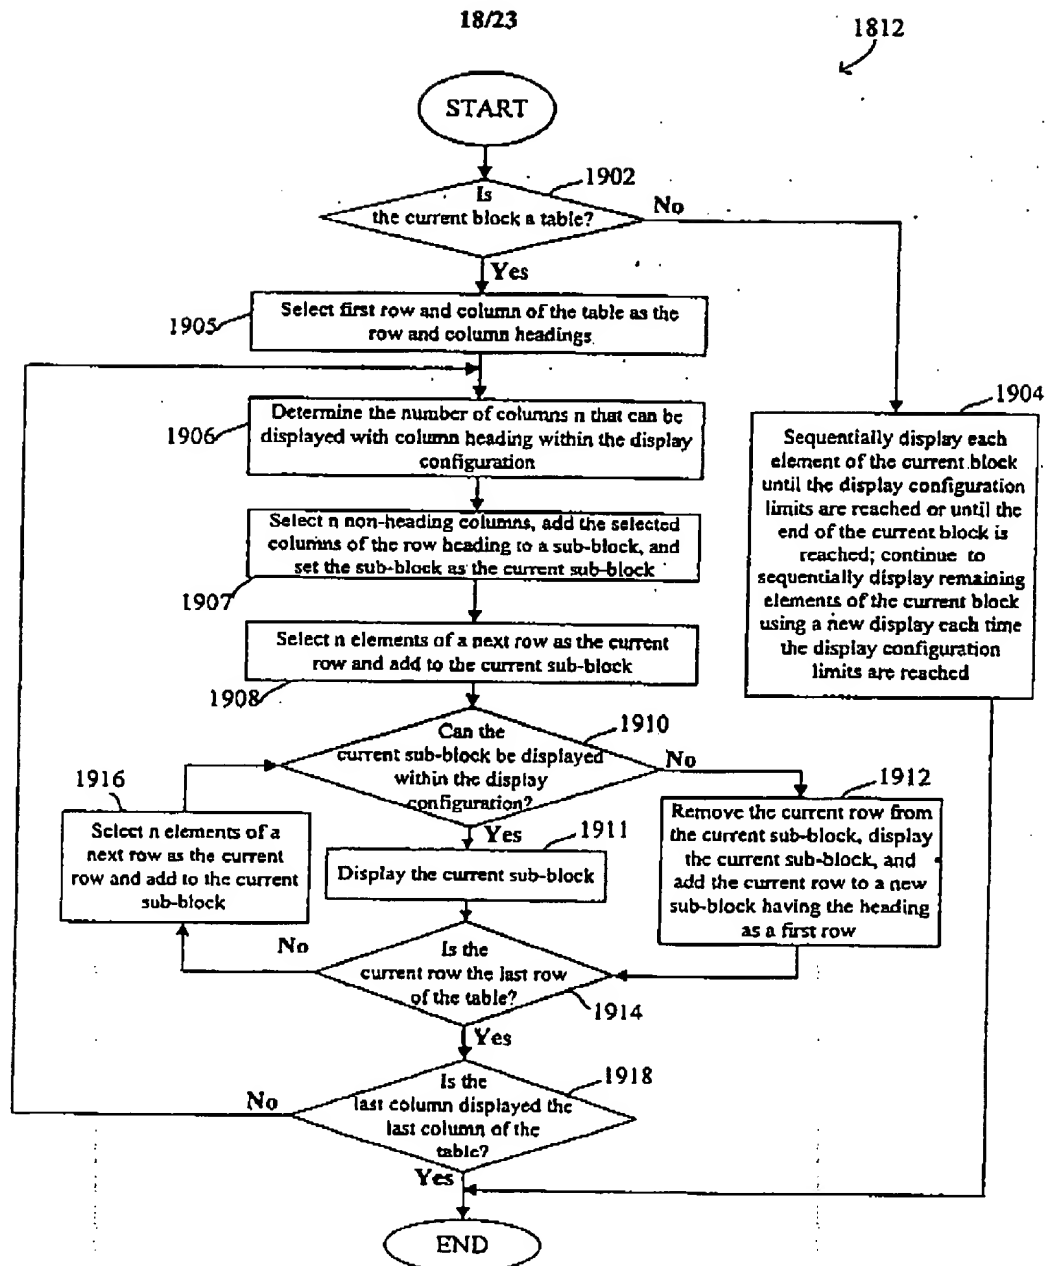 18/23
1812
START
1902
Is
the current block a table?
No
Yes
1905
Select first row and column of the table as the
row and column headings
1906
Determine the number of columns n that can be
displayed with column heading within the display
configuration
1904
Sequentially display each
element of the current block
until the display configuration
limits are reached or until the
end of the current block is
reached; continue to
sequentially display remaining
elements of the current block
using a new display each time
the display configuration
limits are reached
Select n non-heading columns, add the selected
columns of the row heading to a sub-block, and
set the sub-block as the current sub-block
1907
Select n elements of a next row as the current
row and add to the current sub-block
1908
1910
Can the
current sub-block be displayed
within the display
configuration?
No
Yes
1916
Select n elements of a
next row as the current
row and add to the current
sub-block
1911
Display the current sub-block
1912
Remove the current row from
the current sub-block, display
the current sub-block, and
add the current row to a new
sub-block having the heading
as a first row
No
Is the
current row the last row
of the table?
1914
Yes
1918
Is the
last column displayed the
last column of the
table?
No
Yes
END